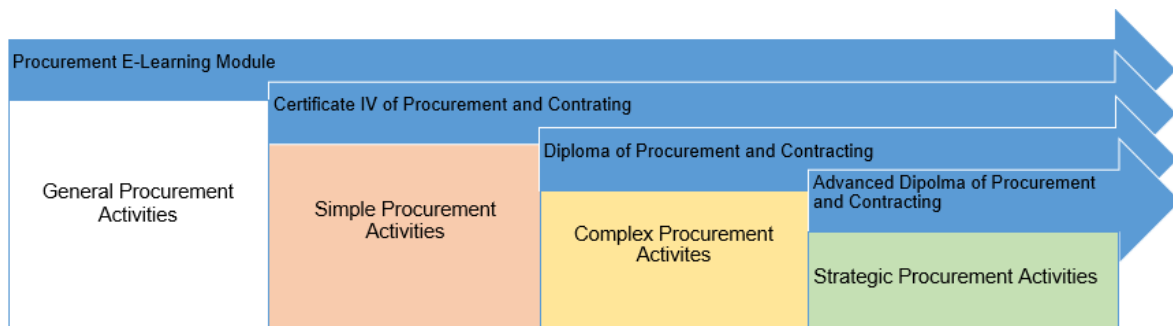 Procurement E-Learning Module
Certificate IV of Procurement and Contrating
Diploma of Procurement and Contracting
Advanced Dipolma of Procurement
and Contracting
General Procurement
Activities
Simple Procurement
Activities
Complex Procurement
Activites
Strategic Procurement Activities